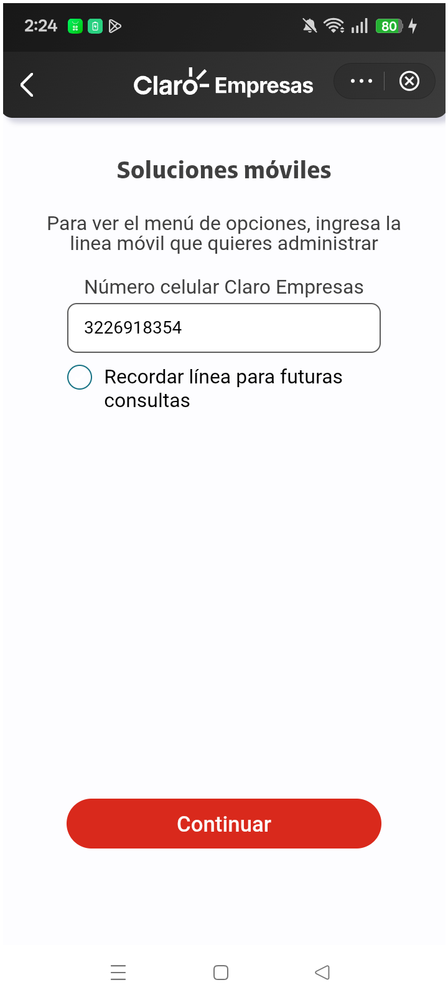 2:24
80
Claro Empresas
Soluciones móviles
Para ver el menú de opciones, ingresa la
linea móvil que quieres administrar
Número celular Claro Empresas
3226918354
Recordar línea para futuras
consultas
Continuar